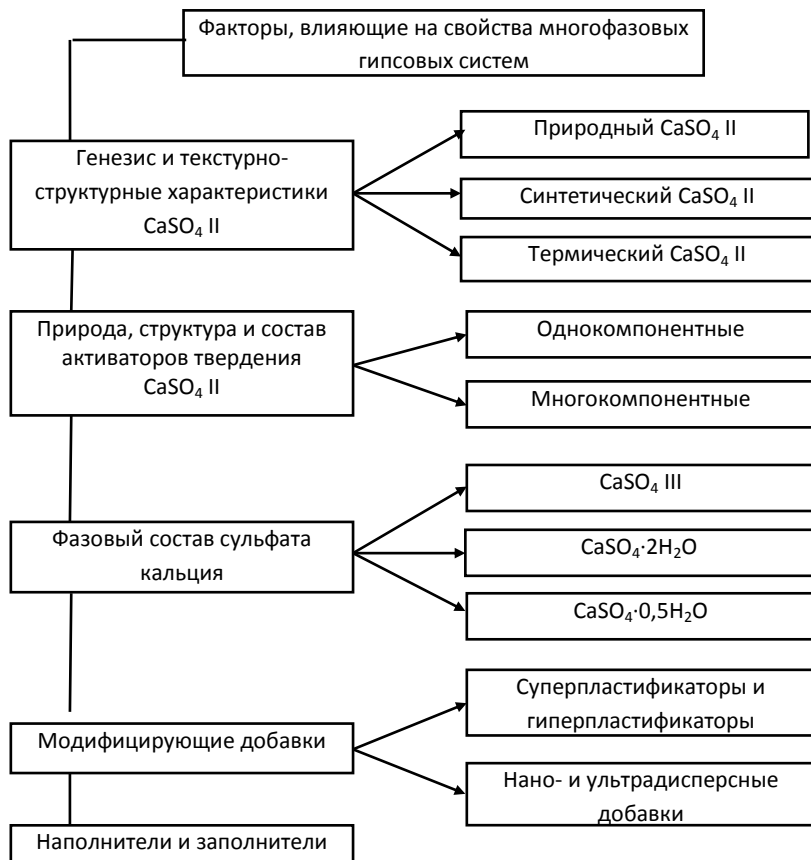 Факторы, влияющие на свойства многофазовых
гипсовых систем
Генезис и текстурно-
структурные характеристики
CaSO₄ II
Природный CaSO₄ II
Синтетический CaSO₄ II
Термический CaSO₄ II
Природа, структура и состав
активаторов твердения
CaSO₄ II
Однокомпонентные
Многокомпонентные
Фазовый состав сульфата
кальция
CaSO₄ III
CaSO₄·2H₂O
CaSO₄·0,5H₂O
Модифицирующие добавки
Суперпластификаторы и
гиперпластификаторы
Нано- и ультрадисперсные
добавки
Наполнители и заполнители